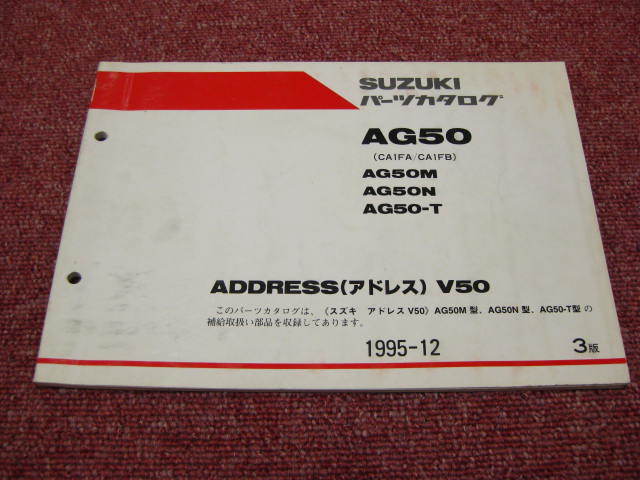 SUZUKI
パーツカタログ
AG50
(CA1FA/CA1FB)
AG50M
AG50N
AG50-T
ADDRESS(アドレス) V50
このパーツカタログは、《スズキ アドレス V50》AG50M型、AG50N型、AG50-T型の
補給取扱い部品を収録してあります。
1995-12
3版